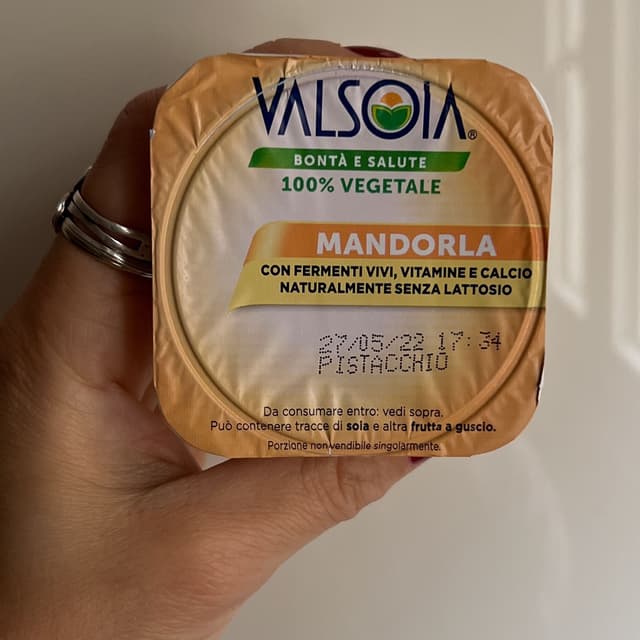 VALSOIA®
BONTÀ E SALUTE
100% VEGETALE
MANDORLA
CON FERMENTI VIVI, VITAMINE E CALCIO
NATURALMENTE SENZA LATTOSIO
27/05/22 17:34
PISTACCHIO
Da consumare entro: vedi sopra.
Può contenere tracce di soia e altra frutta a guscio.
Porzione non vendibile singolarmente.